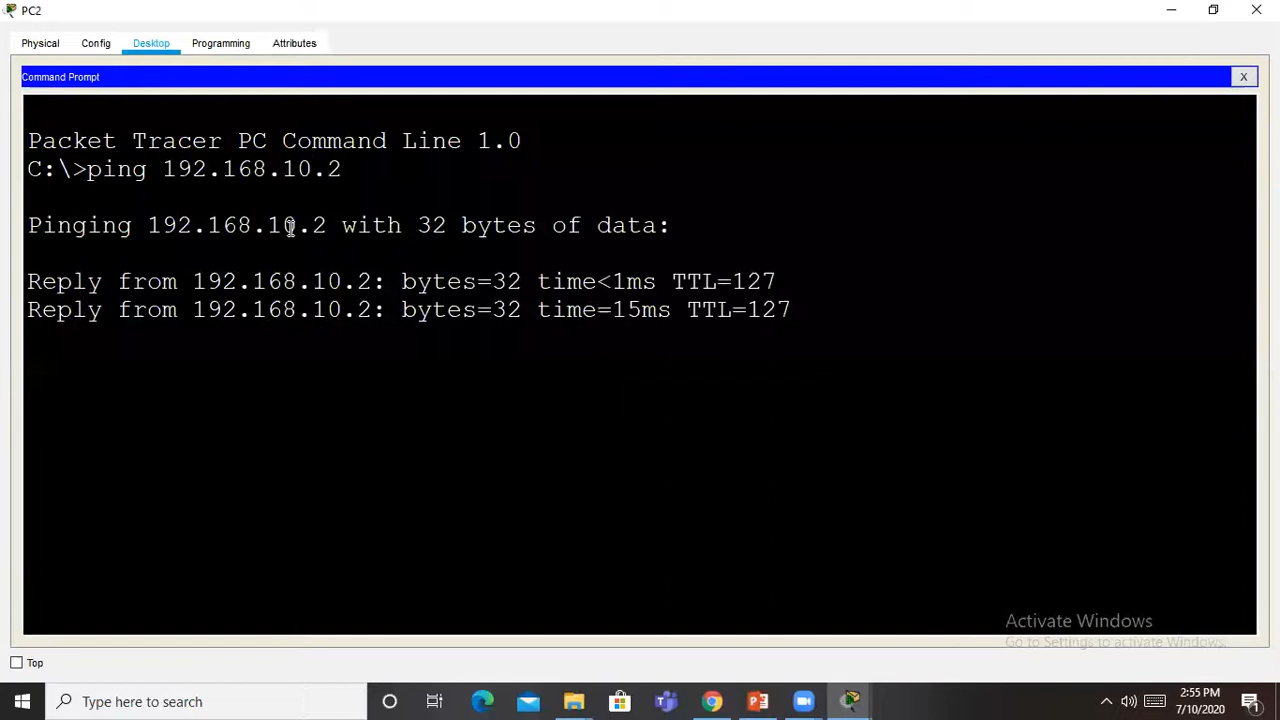 PC2
Physical Config Desktop Programming Attributes
Command Prompt
X
Packet Tracer PC Command Line 1.0
C:\>ping 192.168.10.2
Pinging 192.168.10.2 with 32 bytes of data:
Reply from 192.168.10.2: bytes=32 time<1ms TTL=127
Reply from 192.168.10.2: bytes=32 time=15ms TTL=127
Activate Windows
Go to Settings to activate Windows.
Top
Type here to search
2:55 PM
7/10/2020
1